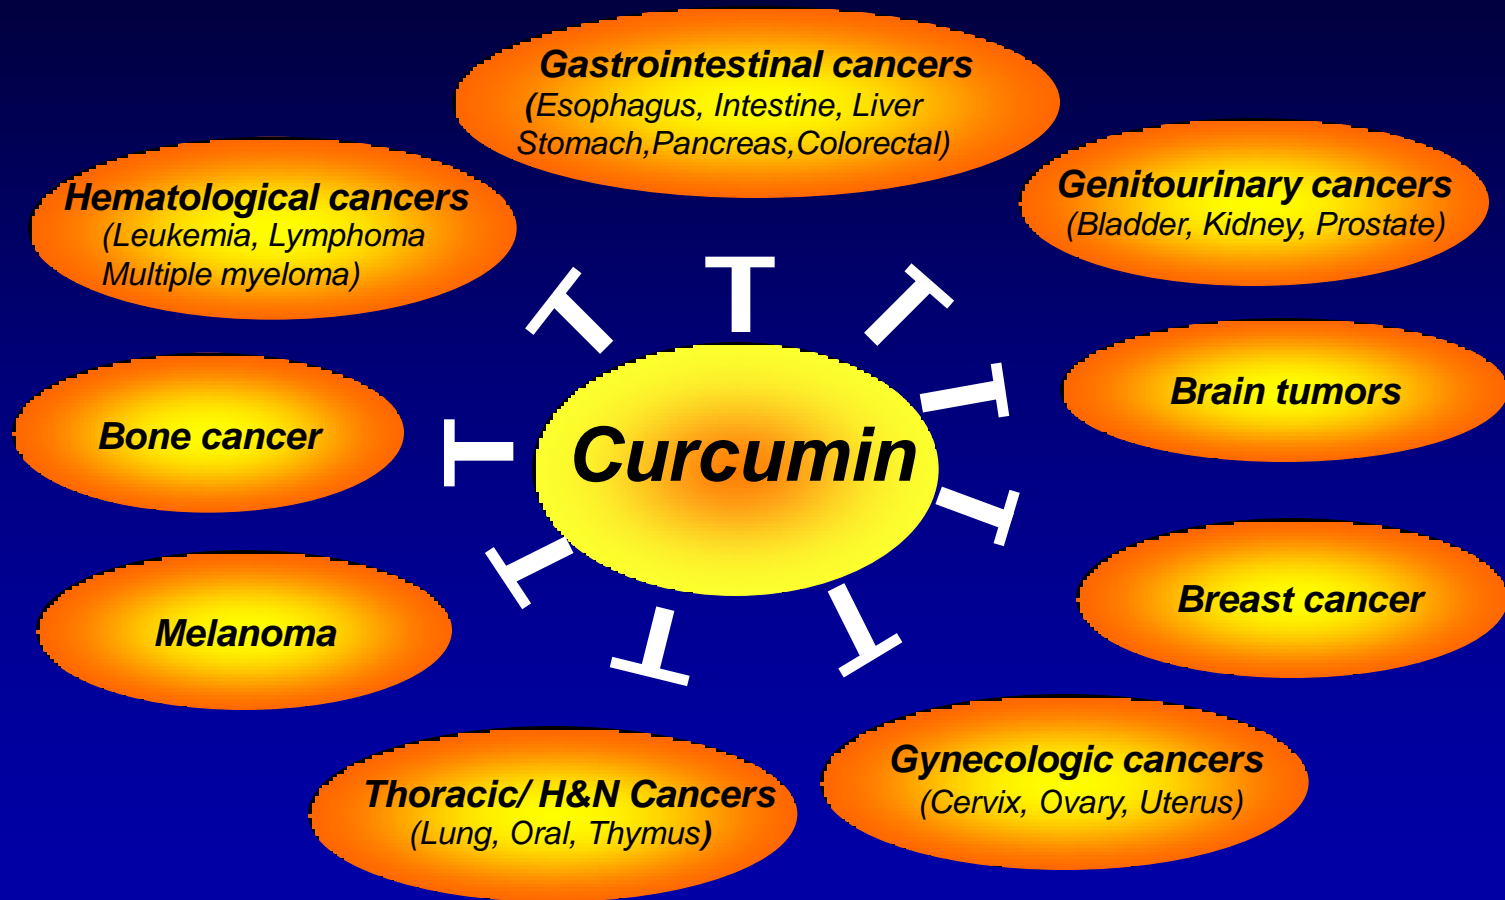 Gastrointestinal cancers
(Esophagus, Intestine, Liver
Stomach,Pancreas,Colorectal)
Hematological cancers
(Leukemia, Lymphoma
Multiple myeloma)
Genitourinary cancers
(Bladder, Kidney, Prostate)
Bone cancer
Curcumin
Brain tumors
Melanoma
Breast cancer
Thoracic/ H&N Cancers
(Lung, Oral, Thymus)
Gynecologic cancers
(Cervix, Ovary, Uterus)